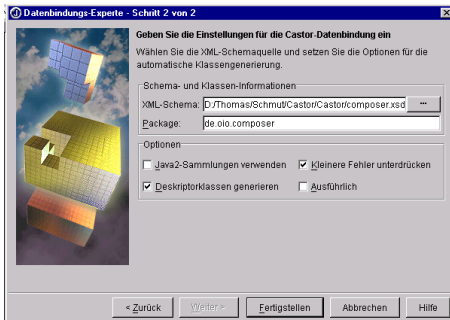 Datenbindungs-Experte - Schritt 2 von 2
Geben Sie die Einstellungen für die Castor-Datenbindung ein
Wählen Sie die XML-Schemaquelle und setzen Sie die Optionen für die
automatische Klassengenerierung.
Schema- und Klassen-Informationen
XML-Schema: D:/Thomas/Schmut/Castor/Castor/composer.xsd ...
Package: de.oio.composer
Optionen
Java2-Sammlungen verwenden Kleinere Fehler unterdrücken
Deskriptorklassen generieren Ausführlich
< Zurück Weiter > Fertigstellen Abbrechen Hilfe